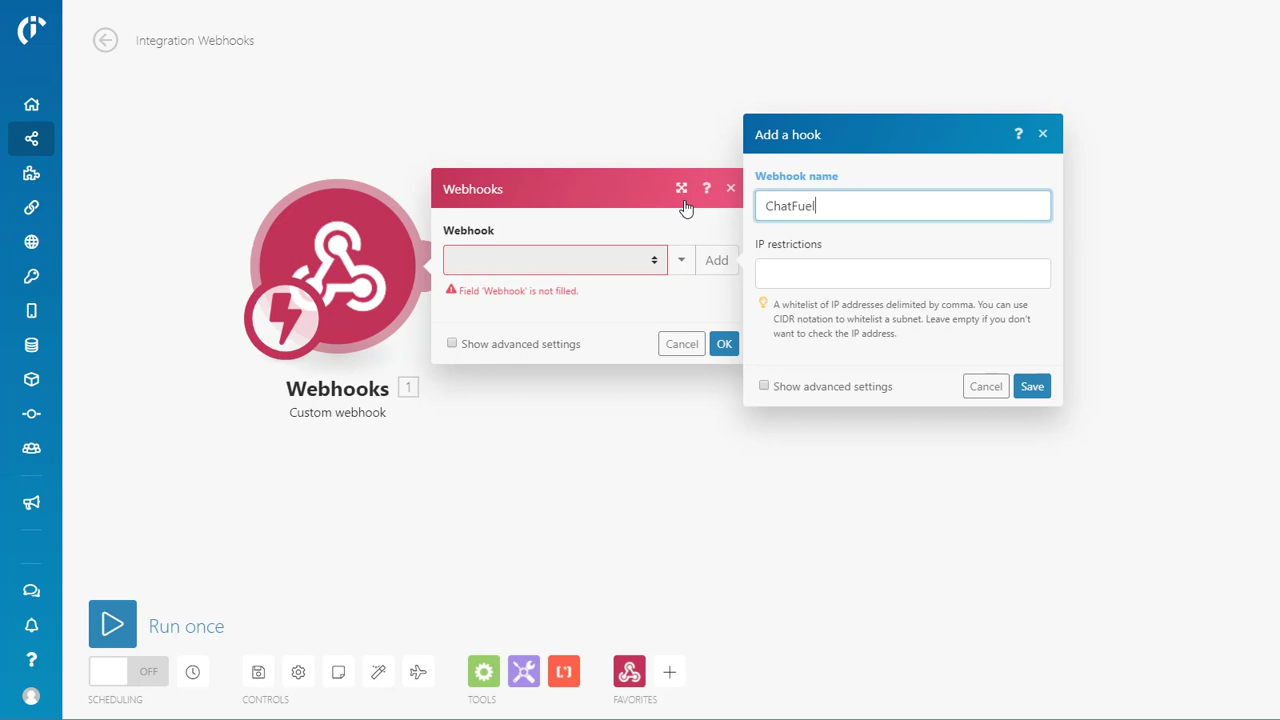 Integration Webhooks
Add a hook
?
Webhook name
ChatFuel
IP restrictions
A whitelist of IP addresses delimited by comma. You can use
CIDR notation to whitelist a subnet. Leave empty if you don't
want to check the IP address.
Show advanced settings
Cancel
Save
Webhooks
?
Webhook
Add
Field 'Webhook' is not filled.
Show advanced settings
Cancel
OK
Webhooks
1
Custom webhook
Run once
OFF
SCHEDULING
CONTROLS
TOOLS
FAVORITES
?